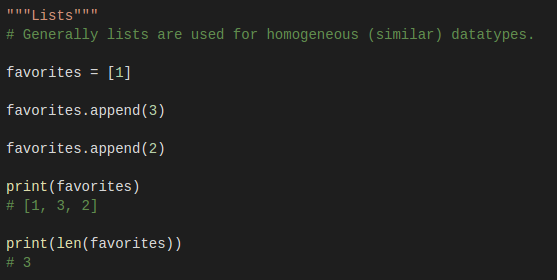 """Lists"""
# Generally lists are used for homogeneous (similar) datatypes.
favorites = [1]
favorites.append(3)
favorites.append(2)
print(favorites)
# [1, 3, 2]
print(len(favorites))
# 3